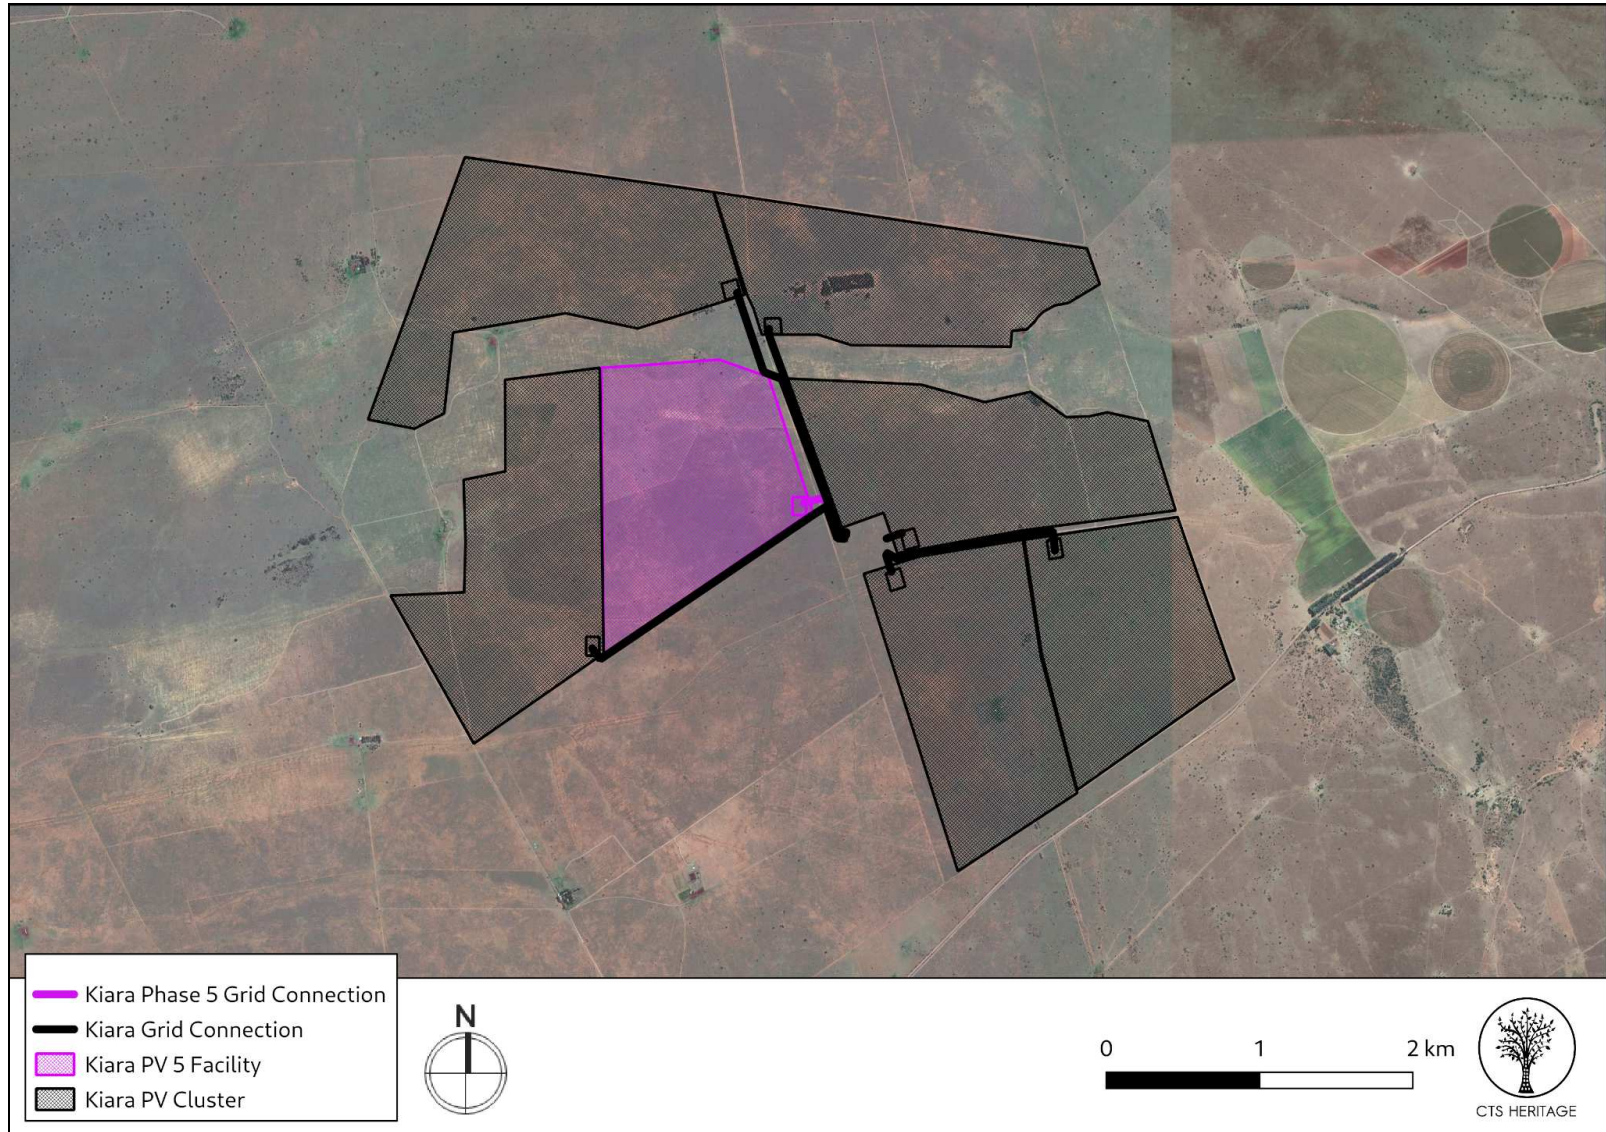 Kiara Phase 5 Grid Connection
Kiara Grid Connection
Kiara PV 5 Facility
Kiara PV Cluster
N
0 1 2 km
CTS HERITAGE